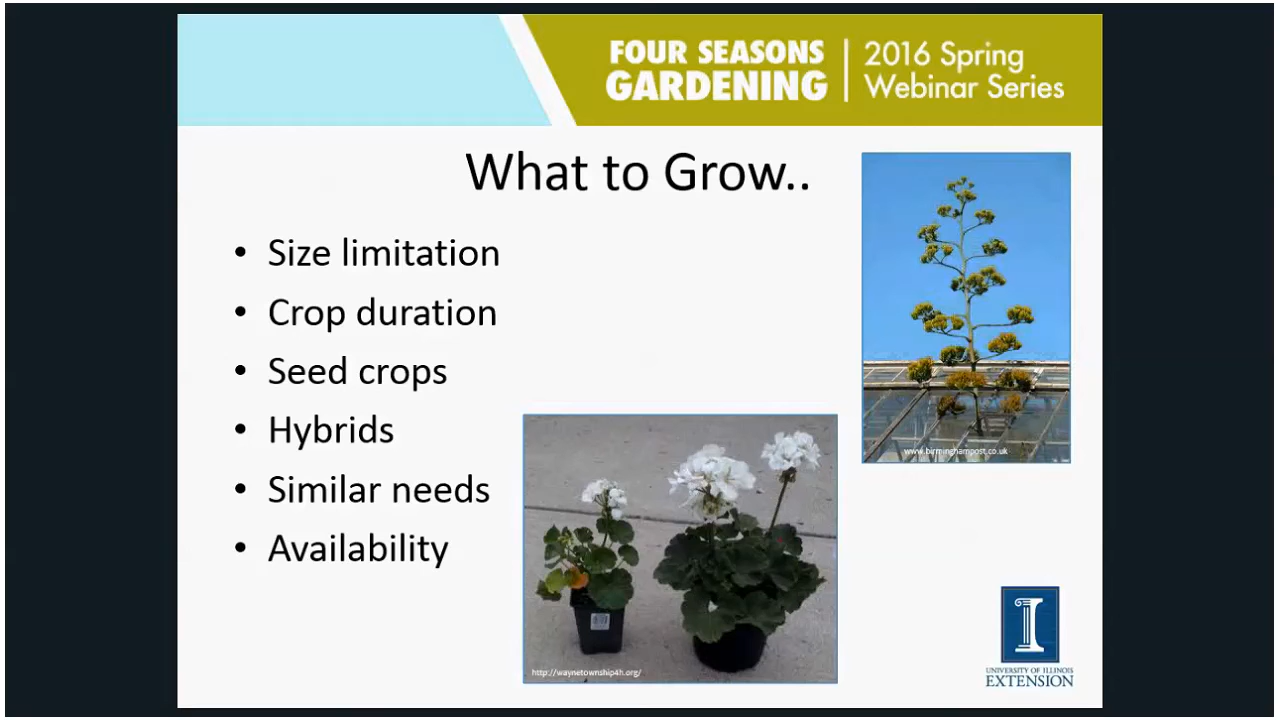 FOUR SEASONS
GARDENING
2016 Spring
Webinar Series
What to Grow..
• Size limitation
• Crop duration
• Seed crops
• Hybrids
• Similar needs
• Availability
www.birminghampost.co.uk
http://waynetownship4h.org/
I
UNIVERSITY OF ILLINOIS
EXTENSION